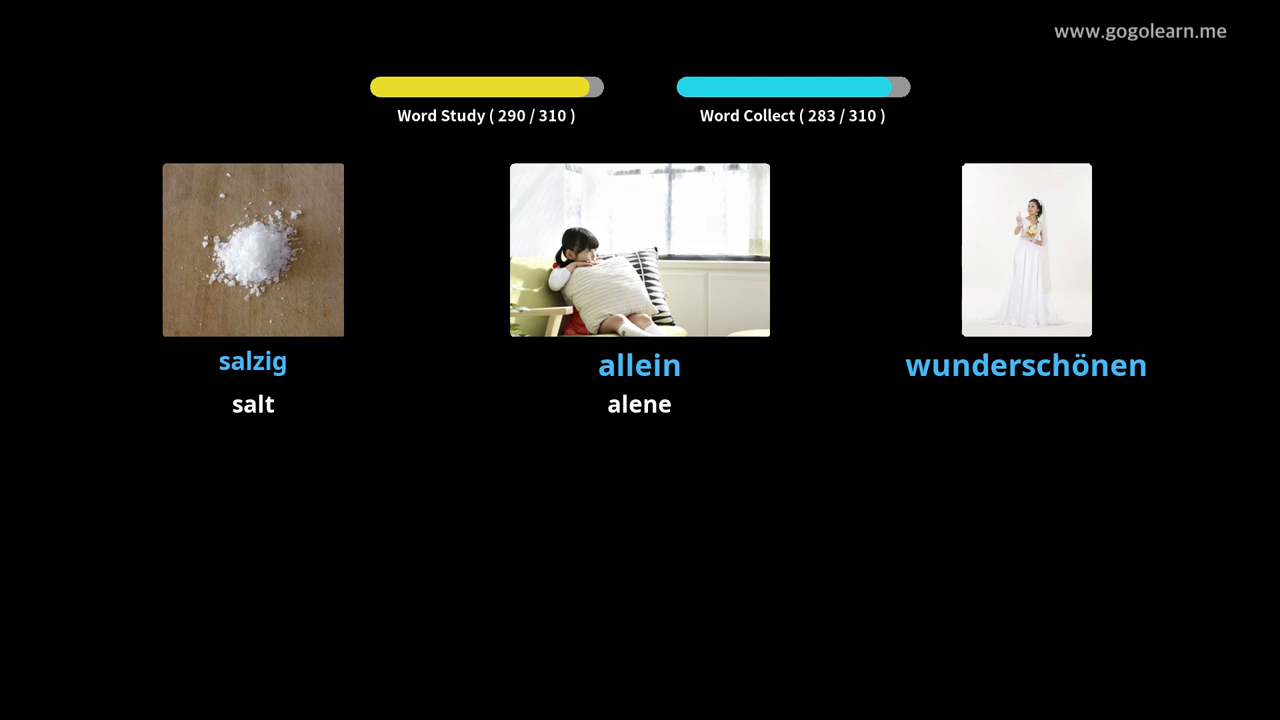 www.gogolearn.me
Word Study ( 290 / 310 )
Word Collect ( 283 / 310 )
salzig
allein
wunderschönen
salt
alene